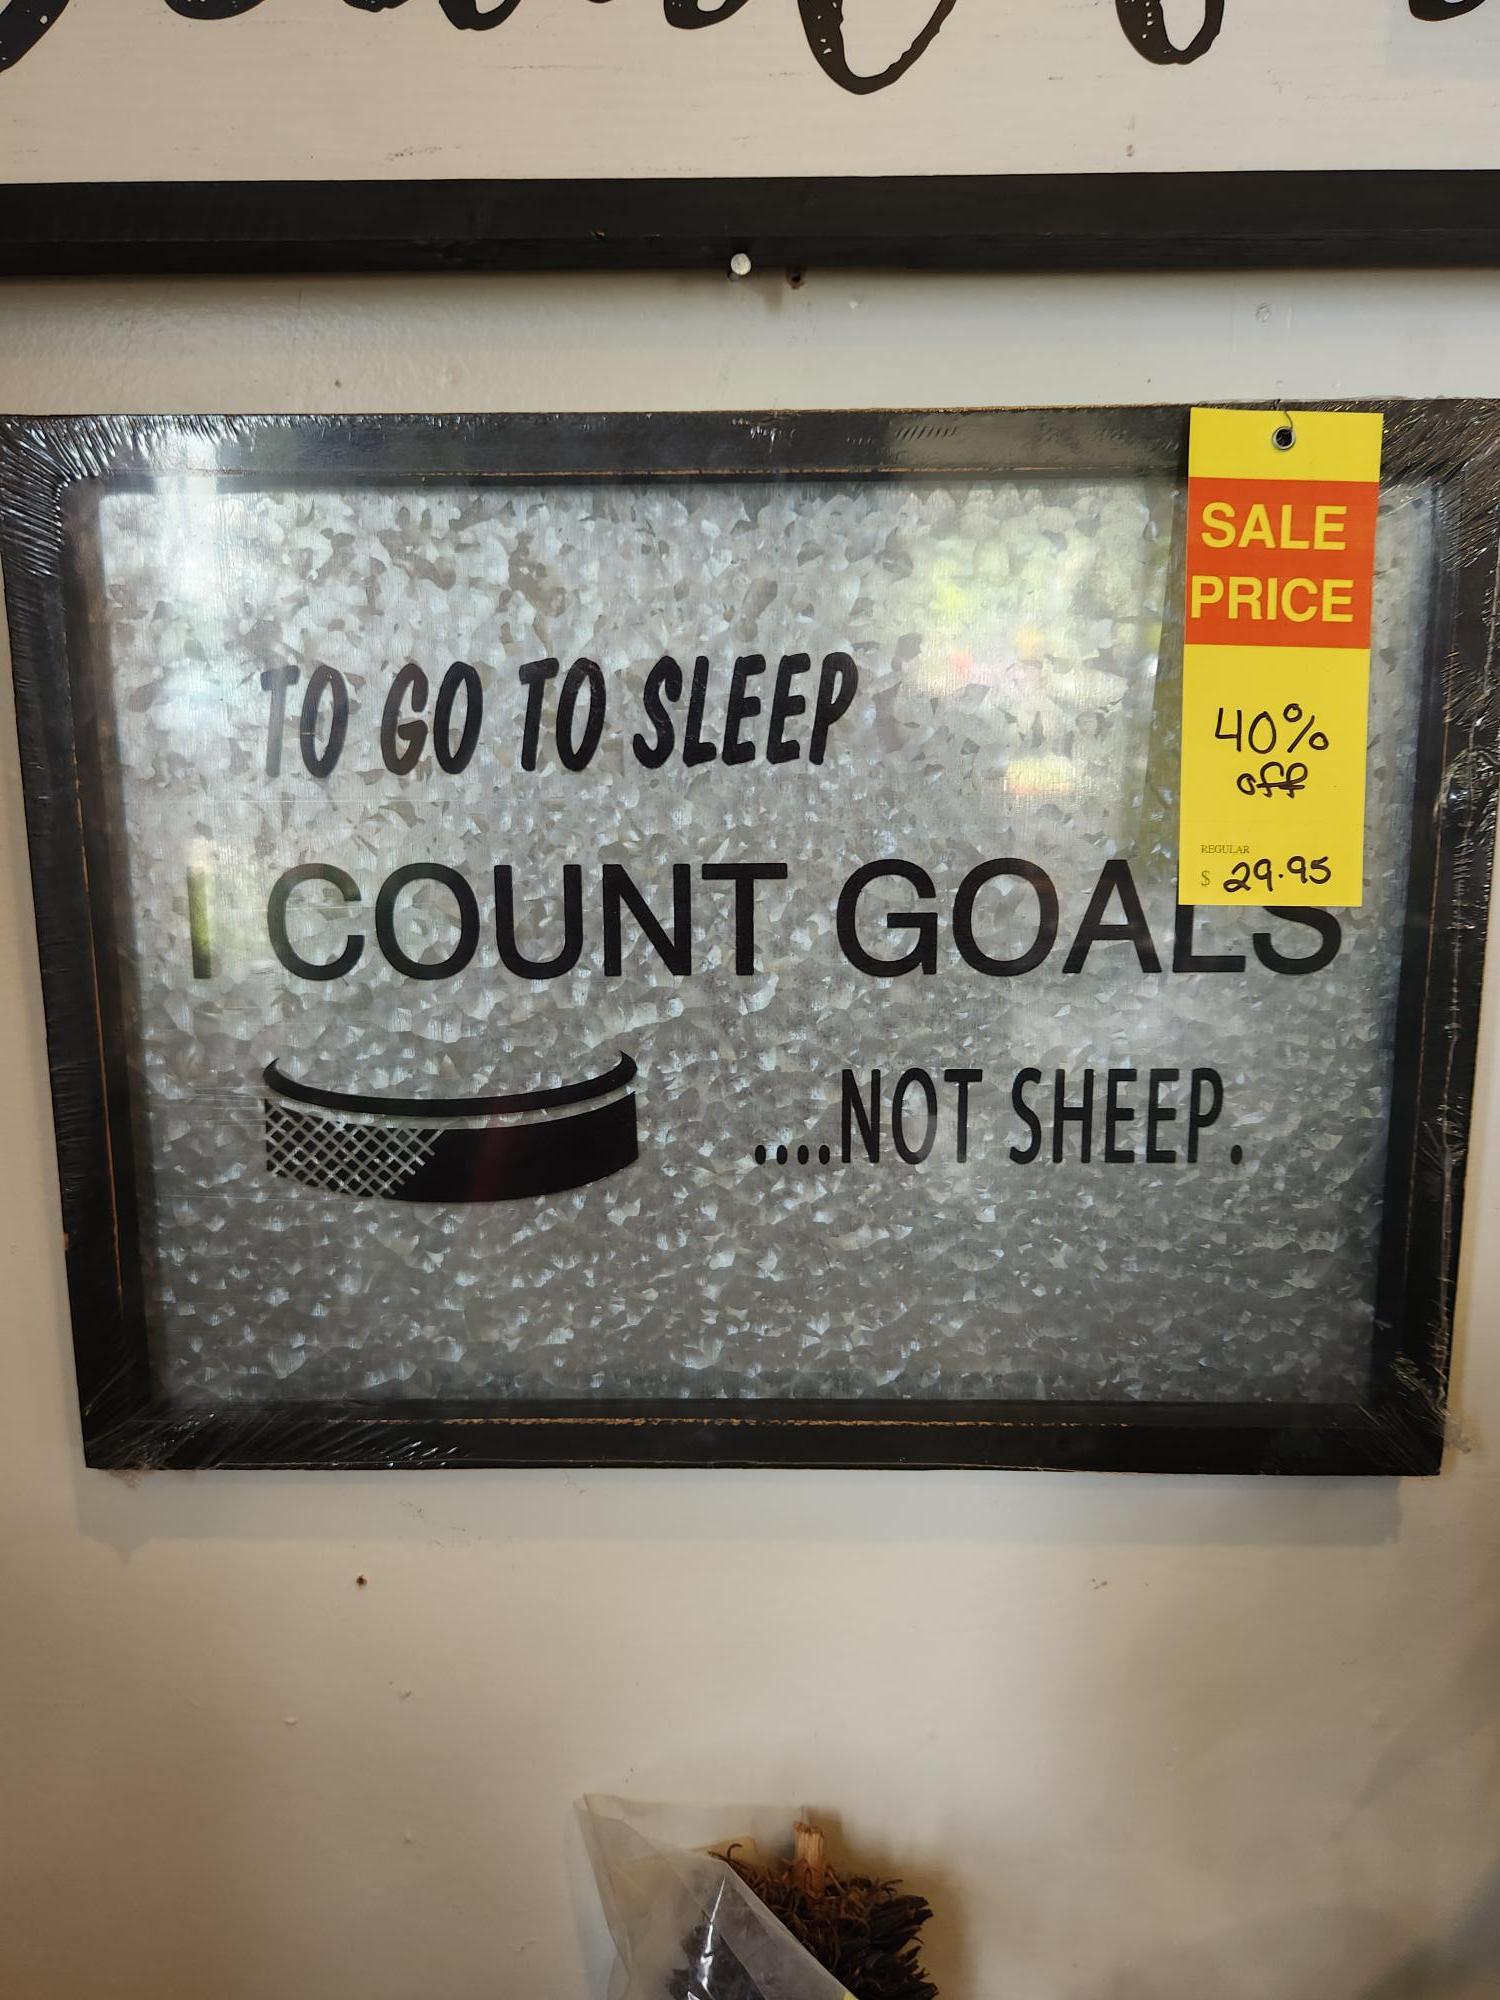 TO GO TO SLEEP
I COUNT GOALS
....NOT SHEEP.
SALE
PRICE
40%
off
REGULAR
$ 29.95